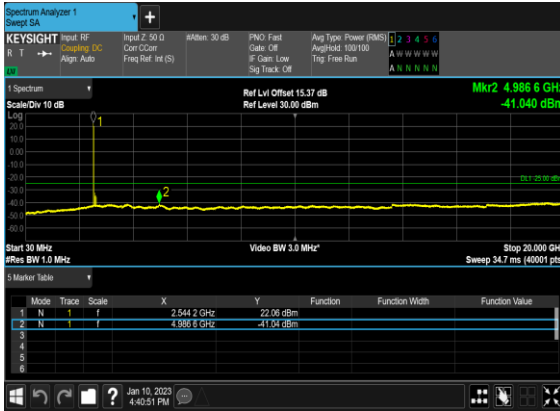 Spectrum Analyzer 1
Swept SA
+
KEYSIGHT Input: RF Input Z: 50 Ω #Atten: 30 dB PNO: Fast Avg Type: Power (RMS) 1 2 3 4 5 6
R T Coupling: DC Corr CCorr Gate: Off Avg|Hold: 100/100 A W W W W W
Align: Auto Freq Ref: Int (S) IF Gain: Low Trig: Free Run
Sig Track: Off A N N N N N
1 Spectrum Ref Lvl Offset 15.37 dB Mkr2 4.986 6 GHz
Scale/Div 10 dB Ref Level 30.00 dBm -41.040 dBm
Log
20.0
10.0
0.00
-10.0
-20.0
-30.0
-40.0
-50.0
-60.0
1
2
DL1 -25.00 dBm
Start 30 MHz Video BW 3.0 MHz* Stop 20.000 GHz
#Res BW 1.0 MHz Sweep 34.7 ms (40001 pts)
5 Marker Table
Mode Trace Scale X Y Function Function Width Function Value
1 N 1 f 2.544 2 GHz 22.06 dBm
2 N 1 f 4.986 6 GHz -41.04 dBm
3
4
5
6
? Jan 10, 2023
4:40:51 PM